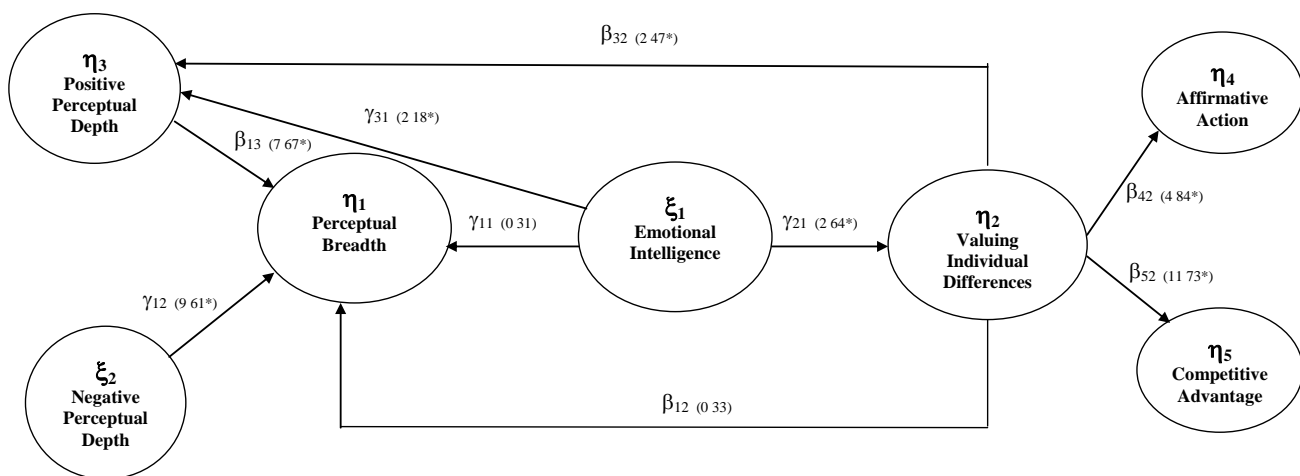 β32 (2 47*)
η3
Positive
Perceptual
Depth
η4
Affirmative
Action
γ31 (2 18*)
β13 (7 67*)
η1
Perceptual
Breadth
γ11 (0 31)
ξ1
Emotional
Intelligence
γ21 (2 64*)
η2
Valuing
Individual
Differences
β42 (4 84*)
β52 (11 73*)
γ12 (9 61*)
ξ2
Negative
Perceptual
Depth
β12 (0 33)
η5
Competitive
Advantage